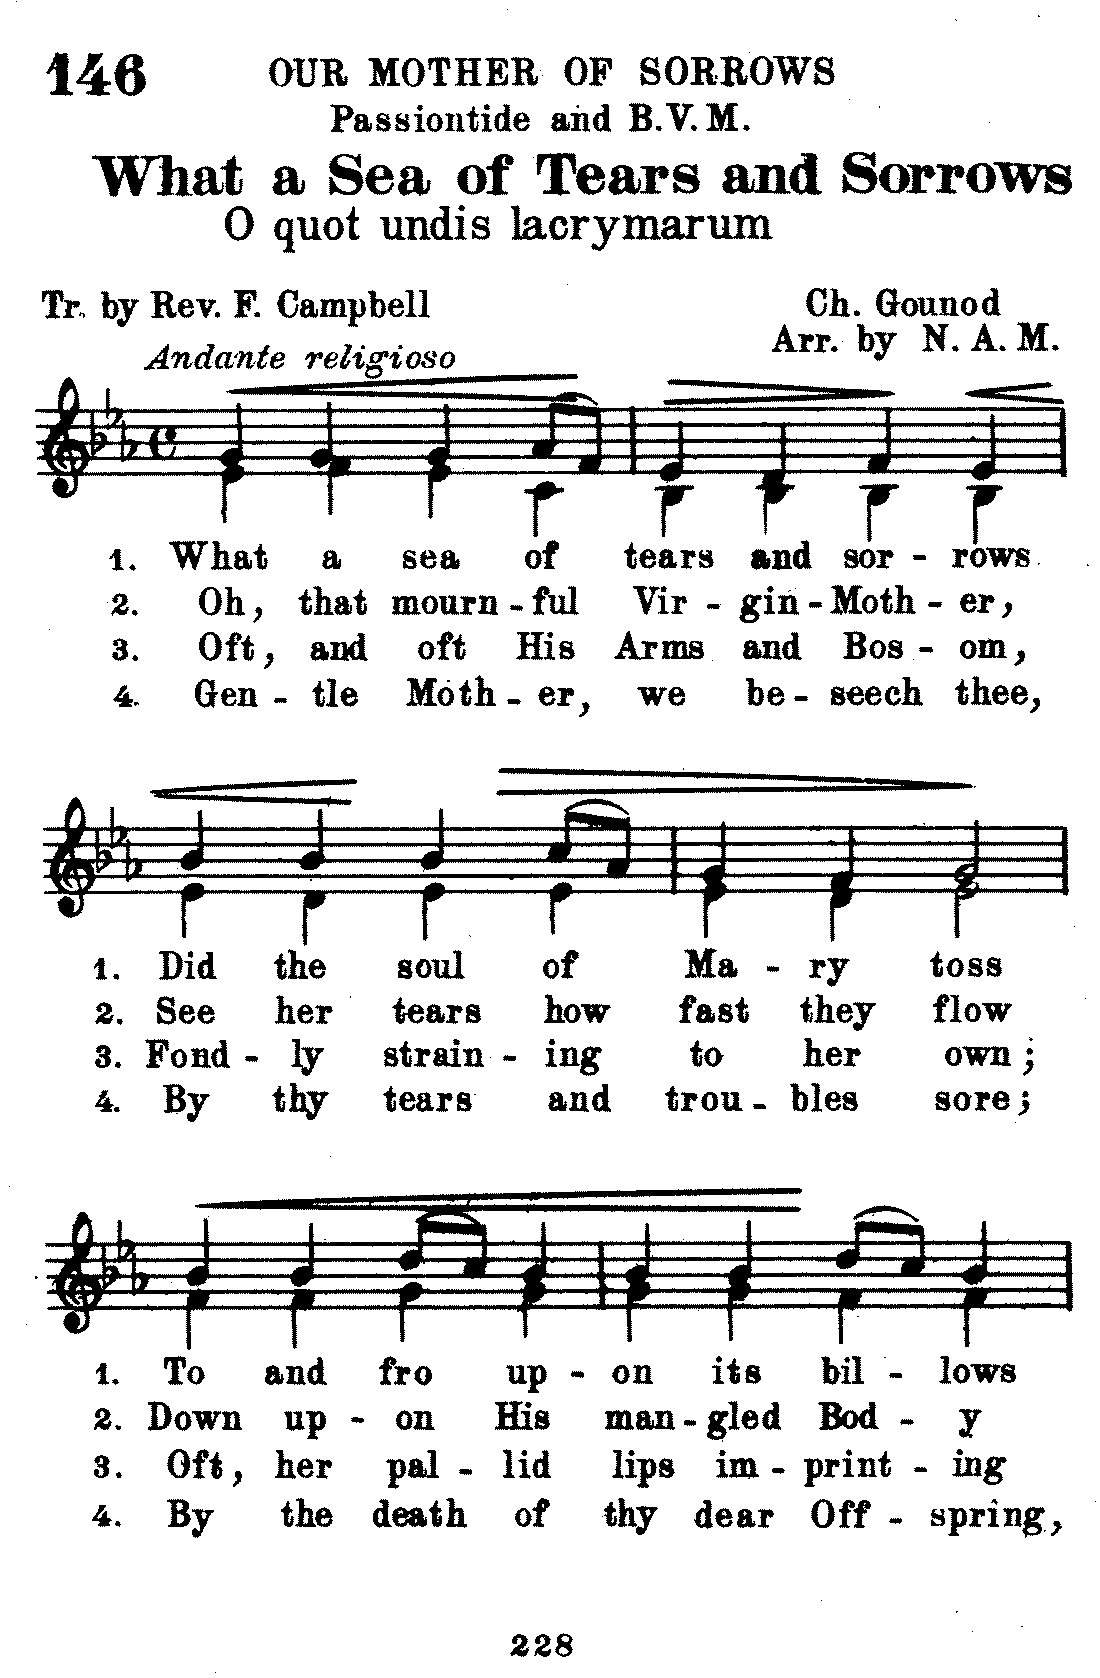 146
OUR MOTHER OF SORROWS
Passiontide and B.V.M.
What a Sea of Tears and Sorrows
O quot undis lacrymarum
Tr. by Rev. F. Campbell
Ch. Gounod
Arr. by N. A. M.
Andante religioso
1. What a sea of tears and sor - rows
2. Oh, that mourn - ful Vir - gin - Moth - er,
3. Oft, and oft His Arms and Bos - om,
4. Gen - tle Moth - er, we be - seech thee,
1. Did the soul of Ma - ry toss
2. See her tears how fast they flow
3. Fond - ly strain - ing to her own;
4. By thy tears and trou - bles sore;
1. To and fro up - on its bil - lows
2. Down up - on His man - gled Bod - y
3. Oft, her pal - lid lips im - print - ing
4. By the death of thy dear Off - spring,
228